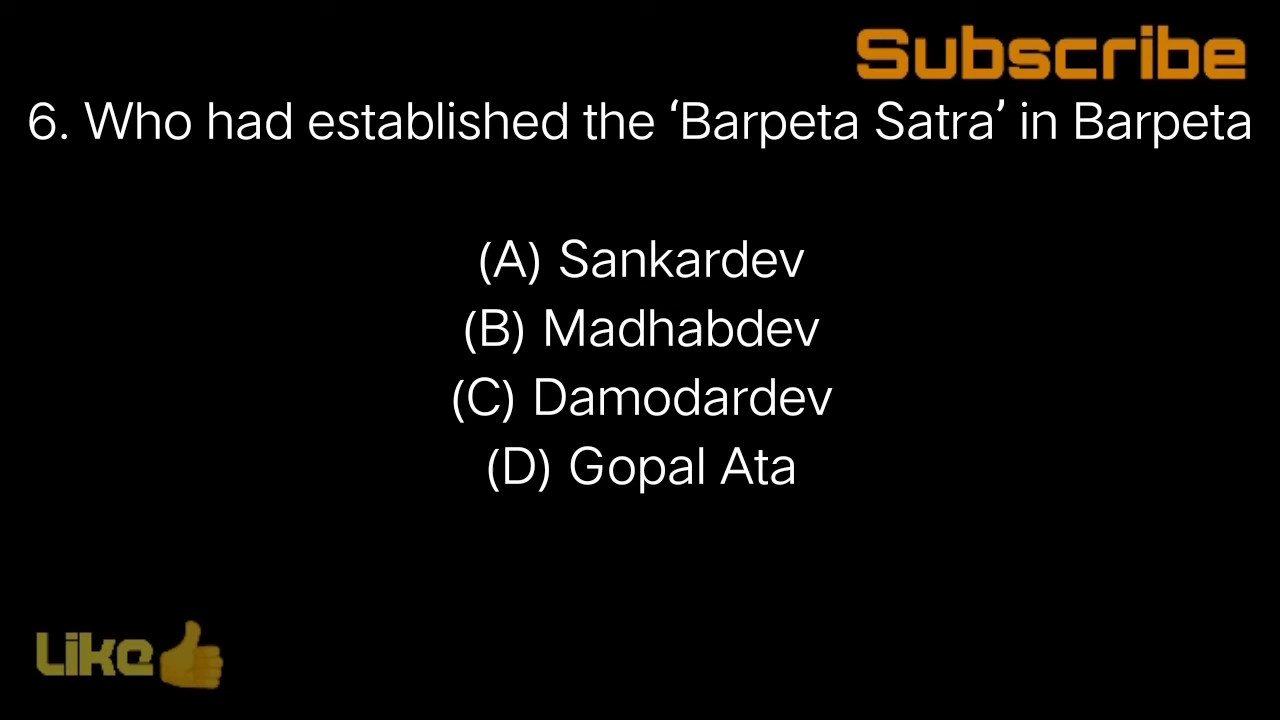 Subscribe
6. Who had established the ‘Barpeta Satra’ in Barpeta
(A) Sankardev
(B) Madhabdev
(C) Damodardev
(D) Gopal Ata
Like